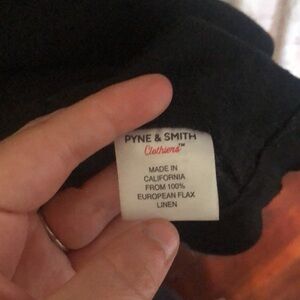 PYNE & SMITH
Clothiers™
MADE IN
CALIFORNIA
FROM 100%
EUROPEAN FLAX
LINEN